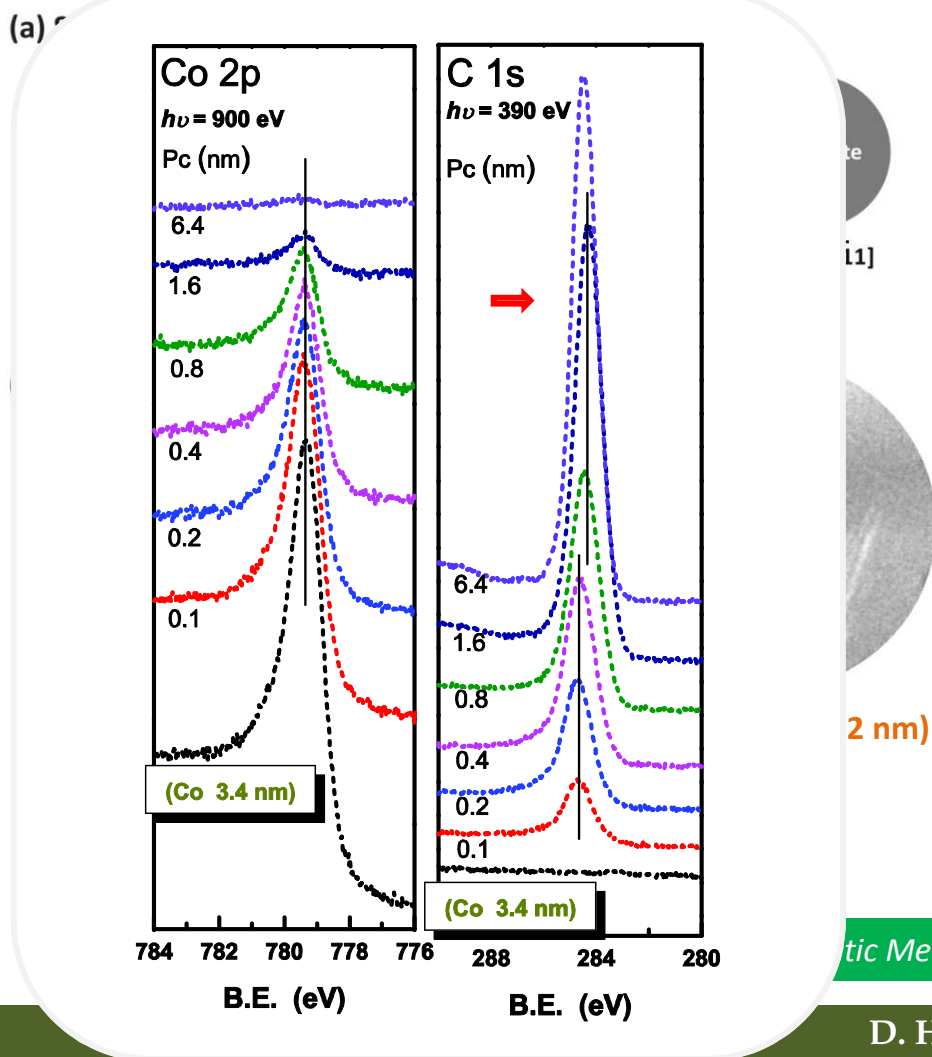 (a)
Co 2p
hυ = 900 eV
Pc (nm)
6.4
1.6
0.8
0.4
0.2
0.1
(Co 3.4 nm)
784 782 780 778 776
B.E. (eV)
C 1s
hυ = 390 eV
Pc (nm)
6.4
1.6
0.8
0.4
0.2
0.1
(Co 3.4 nm)
288 284 280
B.E. (eV)
2 nm)
D. H